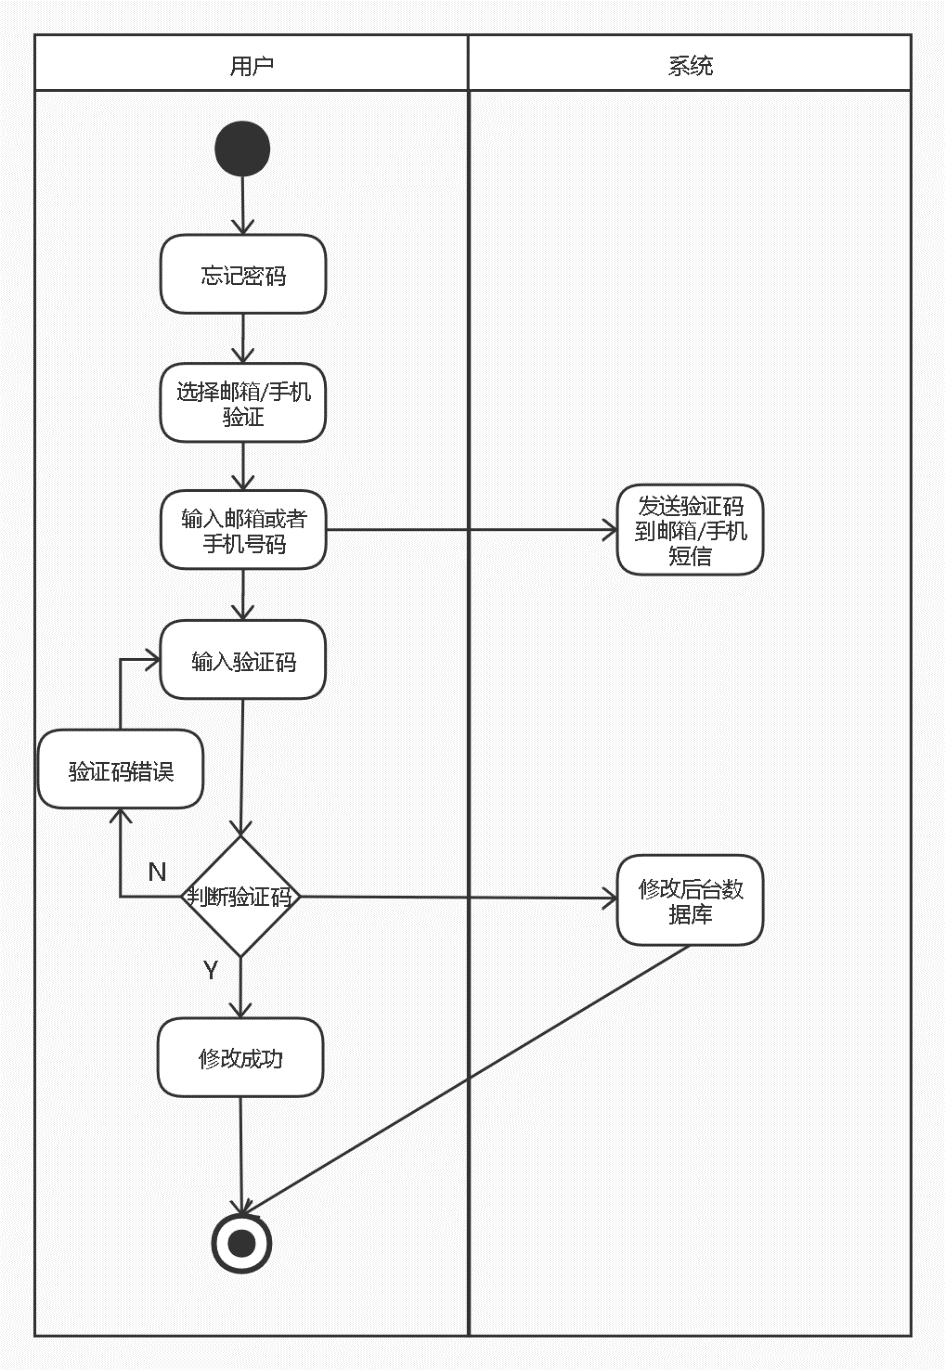 用户
系统
忘记密码
选择邮箱/手机
验证
输入邮箱或者
手机号码
发送验证码
到邮箱/手机
短信
输入验证码
验证码错误
N
判断验证码
修改后台数
据库
Y
修改成功